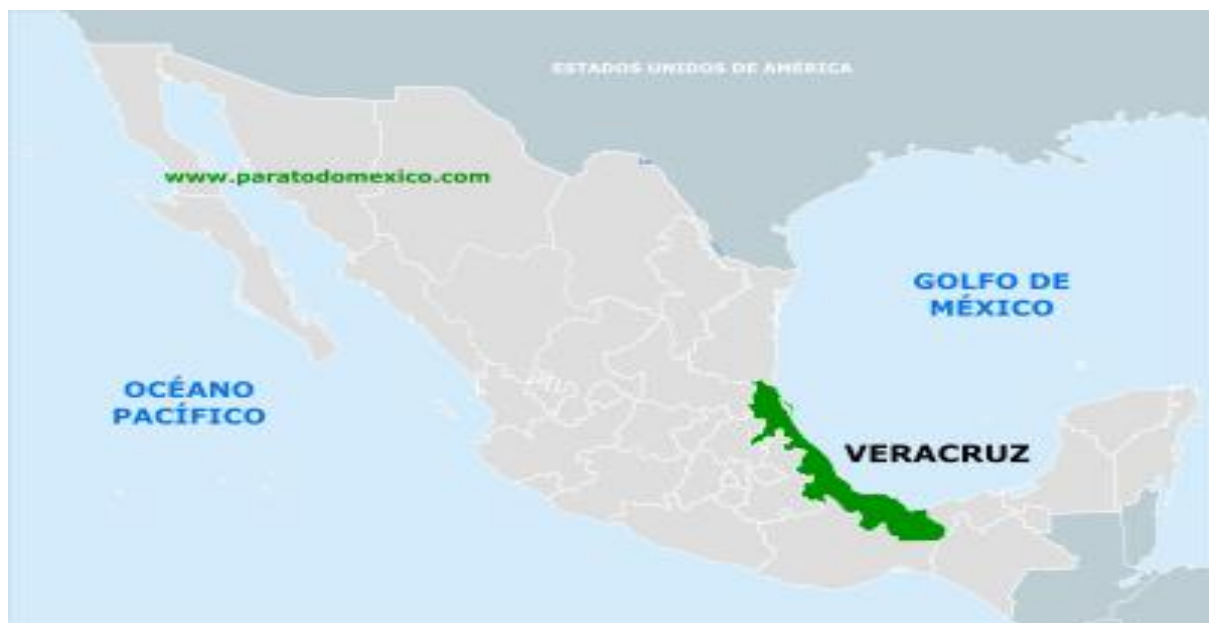 ESTADOS UNIDOS DE AMÉRICA
www.paratodomexico.com
GOLFO DE
MÉXICO
OCÉANO
PACÍFICO
VERACRUZ